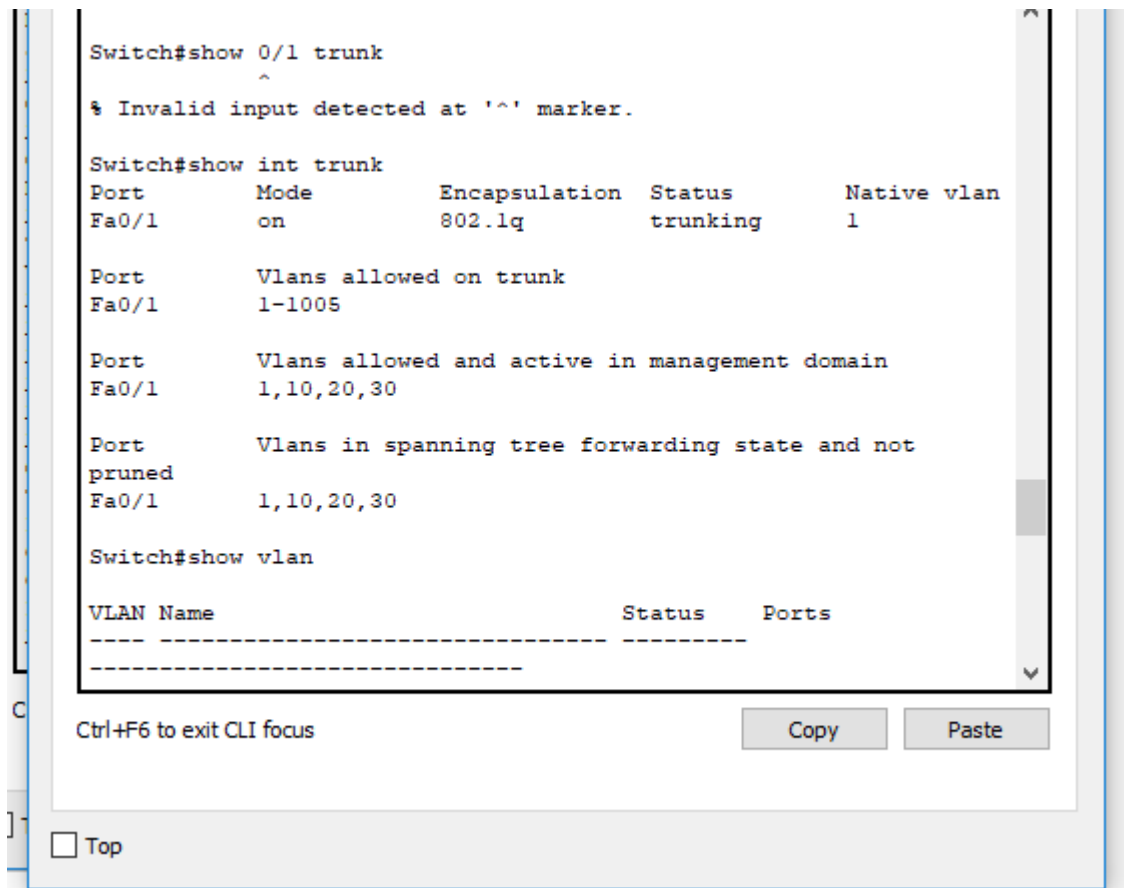 Switch#show 0/1 trunk
^
% Invalid input detected at '^' marker.
Switch#show int trunk
Port Mode Encapsulation Status Native vlan
Fa0/1 on 802.1q trunking 1
Port Vlans allowed on trunk
Fa0/1 1-1005
Port Vlans allowed and active in management domain
Fa0/1 1,10,20,30
Port Vlans in spanning tree forwarding state and not
pruned
Fa0/1 1,10,20,30
Switch#show vlan
VLAN Name Status Ports
---- -------------------------------- ---------
-------------------------------
Ctrl+F6 to exit CLI focus
Copy Paste
Top